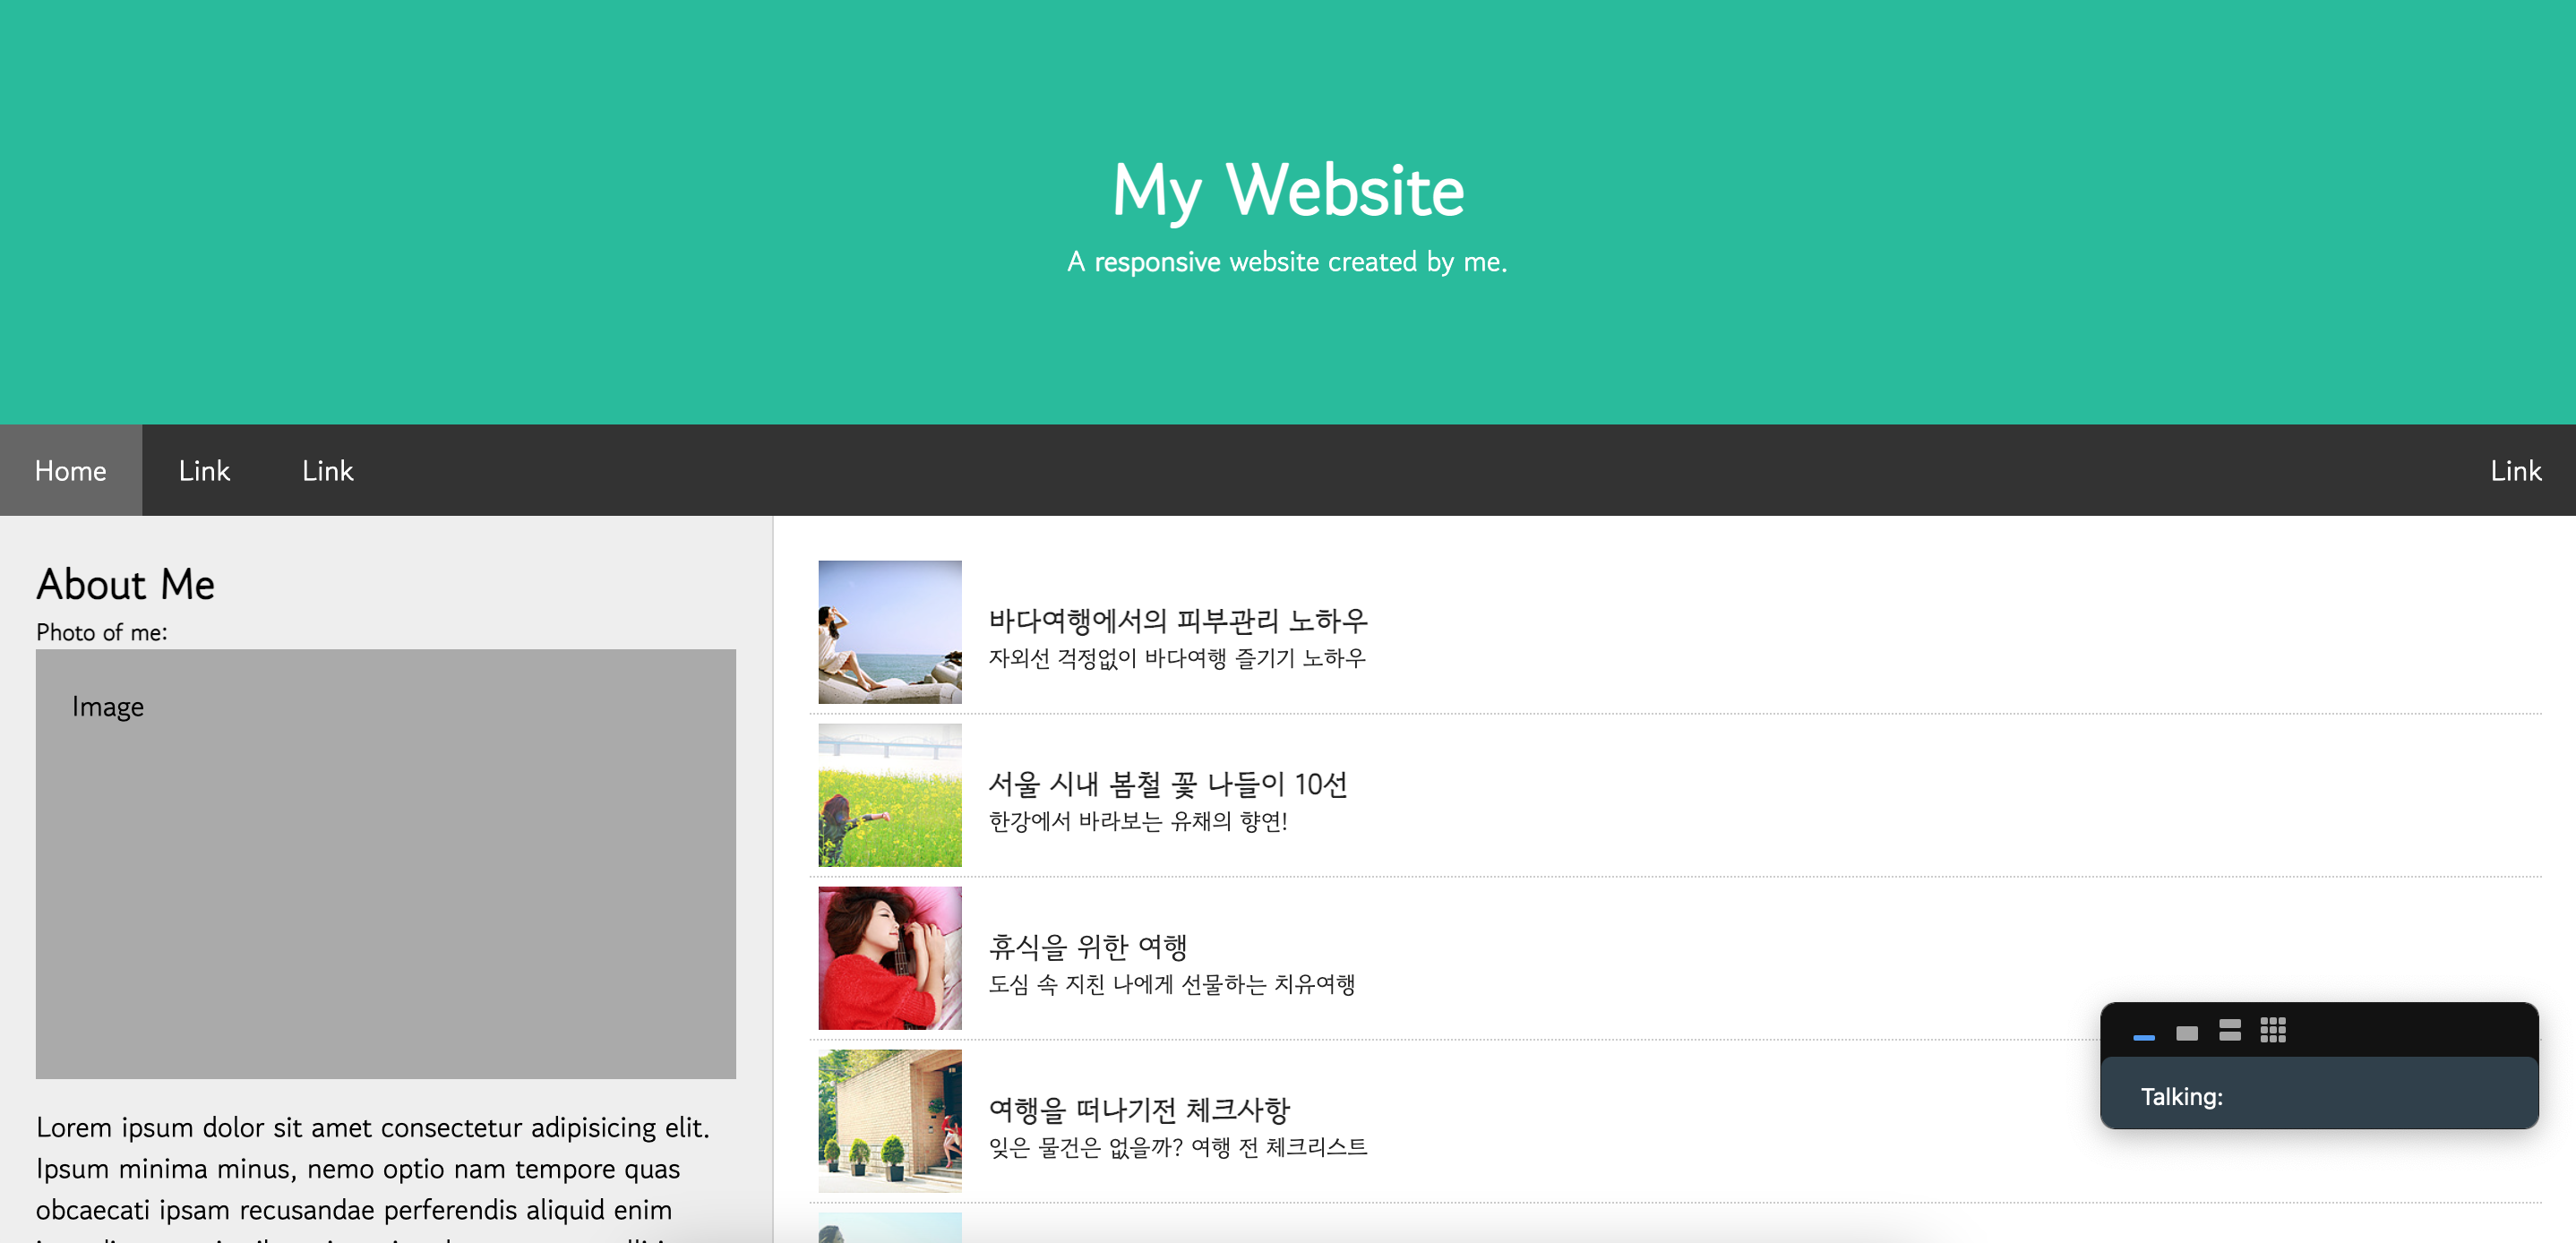 My Website
A responsive website created by me.
Home Link Link Link
About Me
Photo of me:
Image
Lorem ipsum dolor sit amet consectetur adipisicing elit.
Ipsum minima minus, nemo optio nam tempore quas
obcaecati ipsam recusandae perferendis aliquid enim
바다여행에서의 피부관리 노하우
자외선 걱정없이 바다여행 즐기기 노하우
서울 시내 봄철 꽃 나들이 10선
한강에서 바라보는 유채의 향연!
휴식을 위한 여행
도심 속 지친 나에게 선물하는 치유여행
여행을 떠나기전 체크사항
잊은 물건은 없을까? 여행 전 체크리스트
Talking: